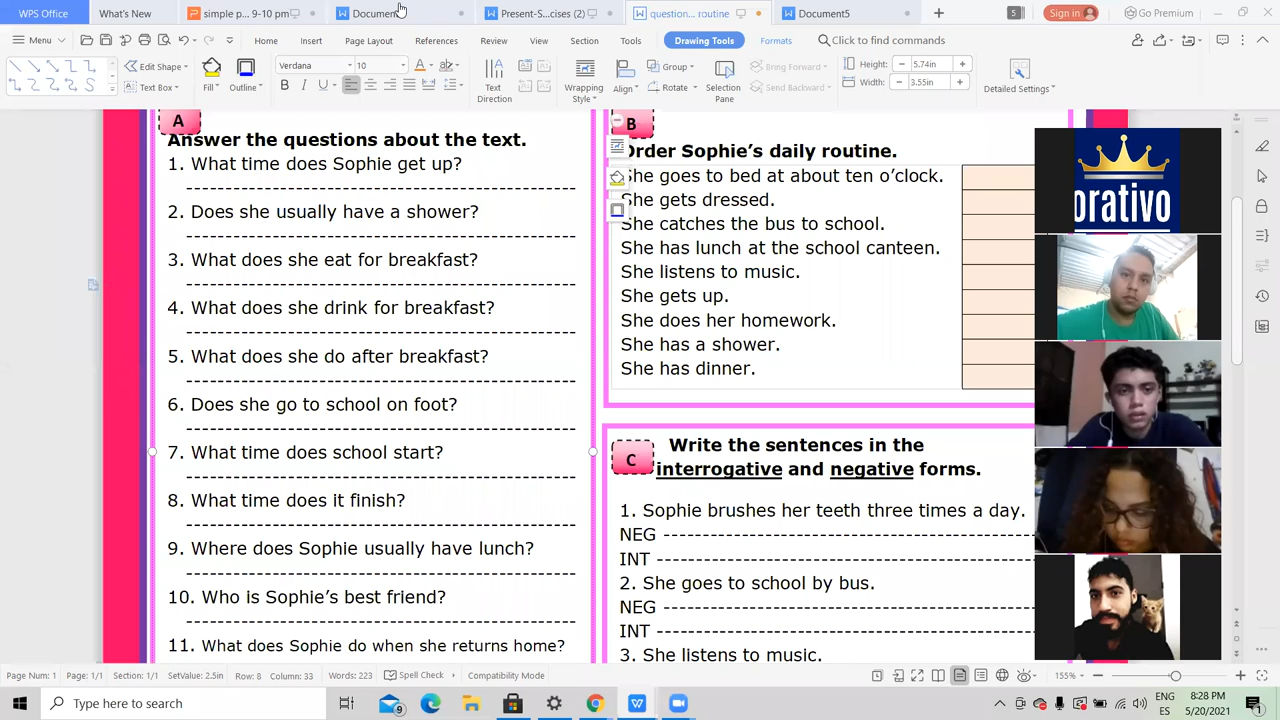 WPS Office
What's New
simple p... 9-10 pm
Document4
Present-S...cises (2)
question_... routine
Document5
S
Sign in
Go Premium
Menu
Home
Insert
Page Layout
References
Review
View
Section
Tools
Drawing Tools
Formats
Click to find commands
Edit Shape
Text Box
Fill
Outline
Verdana
10
B I U
Text Direction
Wrapping Style
Align
Group
Rotate
Selection Pane
Bring Forward
Send Backward
Height: 5.74in
Width: 3.55in
Detailed Settings
A
Answer the questions about the text.
1. What time does Sophie get up?
2. Does she usually have a shower?
3. What does she eat for breakfast?
4. What does she drink for breakfast?
5. What does she do after breakfast?
6. Does she go to school on foot?
7. What time does school start?
8. What time does it finish?
9. Where does Sophie usually have lunch?
10. Who is Sophie's best friend?
11. What does Sophie do when she returns home?
B
Order Sophie's daily routine.
She goes to bed at about ten o'clock.
She gets dressed.
She catches the bus to school.
She has lunch at the school canteen.
She listens to music.
She gets up.
She does her homework.
She has a shower.
She has dinner.
C
Write the sentences in the
interrogative and negative forms.
1. Sophie brushes her teeth three times a day.
NEG
INT
2. She goes to school by bus.
NEG
INT
3. She listens to music.
orativo
Page Num: 1
Page: 1/1
Section: 1/1
Spell Check
Compatibility Mode
155%
Type here to search
9
ENG
ES
8:28 PM
5/20/2021
1